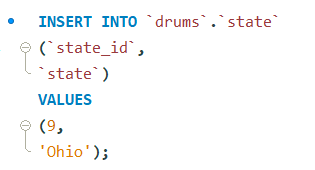 INSERT INTO `drums`.`state`
(`state_id`,
`state`)
VALUES
(9,
'Ohio');